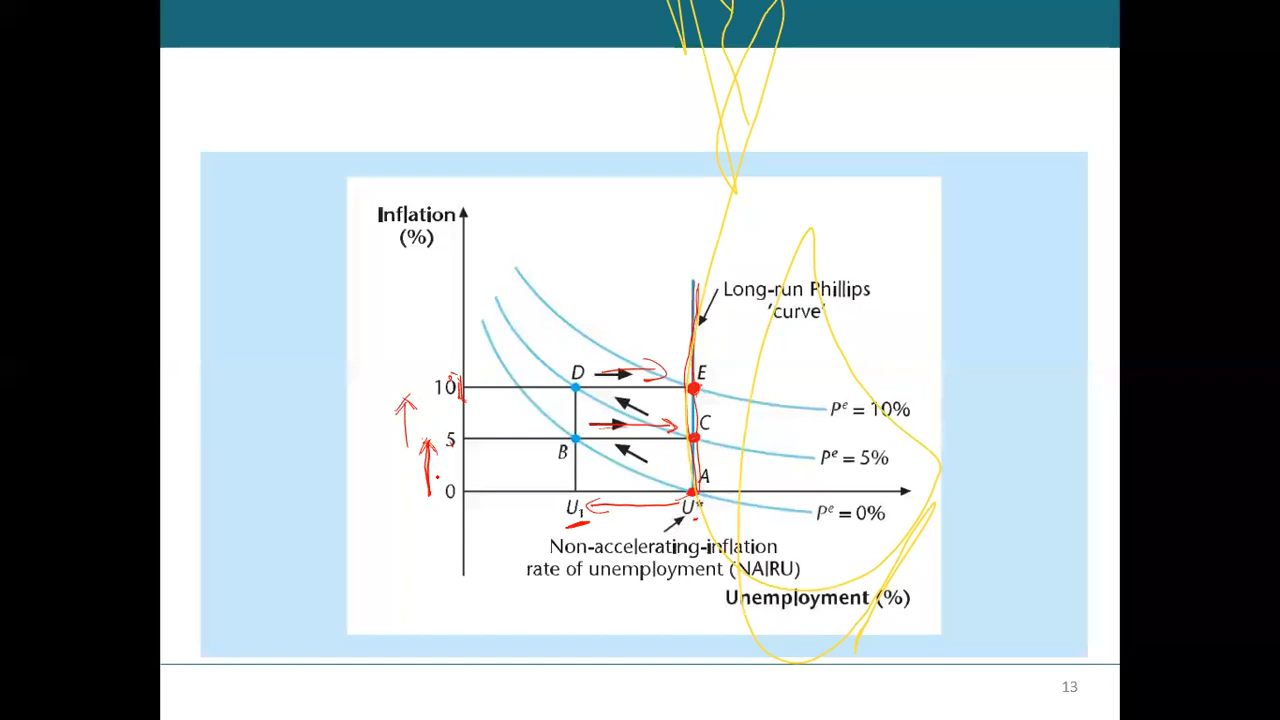 Inflation
(%)
Long-run Phillips
‘curve’
D
E
10
Pᵉ = 10%
C
5
B
Pᵉ = 5%
A
0
U₁
U*
Pᵉ = 0%
Non-accelerating-inflation
rate of unemployment (NAIRU)
Unemployment (%)
13